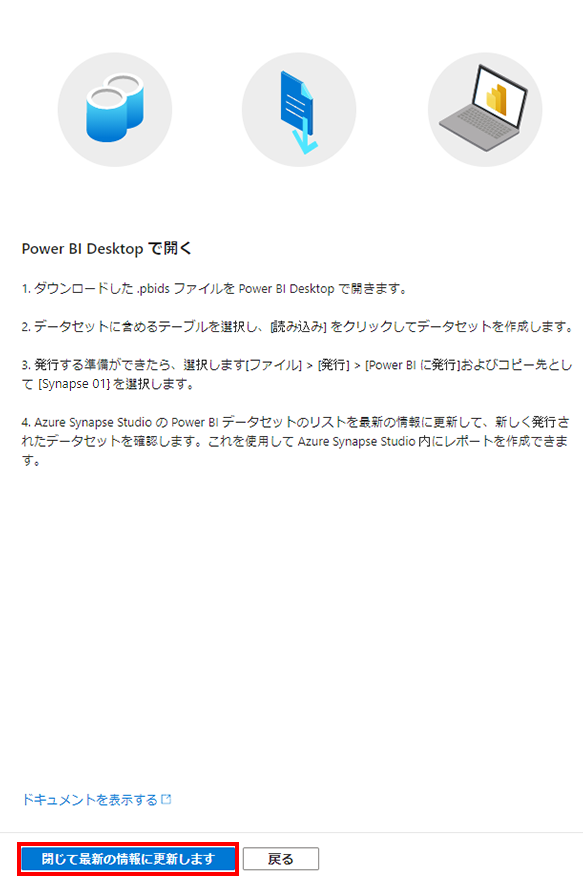 Power BI Desktop で開く
1. ダウンロードした .pbids ファイルを Power BI Desktop で開きます。
2. データセットに含めるテーブルを選択し、[読み込み] をクリックしてデータセットを作成します。
3. 発行する準備ができたら、選択します[ファイル] > [発行] > [Power BI に発行]およびコピー先とし
て [Synapse 01] を選択します。
4. Azure Synapse Studio の Power BI データセットのリストを最新の情報に更新して、新しく発行さ
れたデータセットを確認します。これを使用して Azure Synapse Studio 内にレポートを作成できま
す。
ドキュメントを表示する
閉じて最新の情報に更新します
戻る